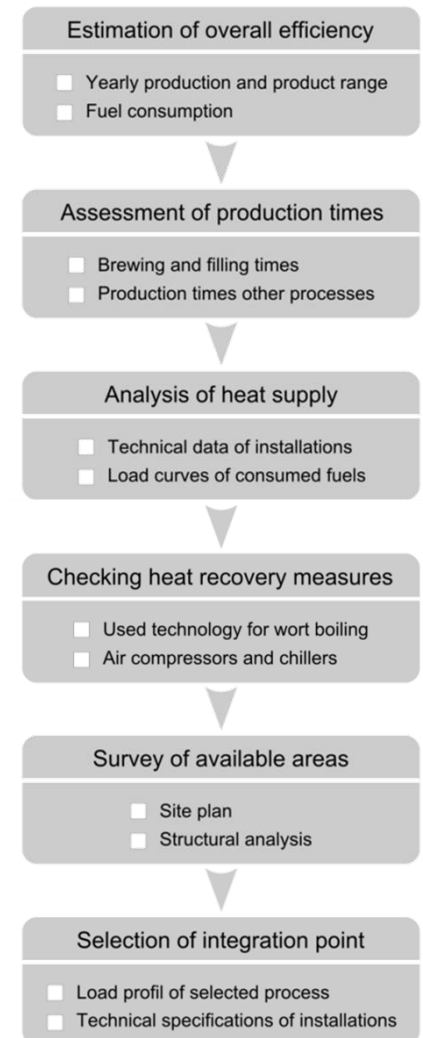 Estimation of overall efficiency
Yearly production and product range
Fuel consumption
Assessment of production times
Brewing and filling times
Production times other processes
Analysis of heat supply
Technical data of installations
Load curves of consumed fuels
Checking heat recovery measures
Used technology for wort boiling
Air compressors and chillers
Survey of available areas
Site plan
Structural analysis
Selection of integration point
Load profil of selected process
Technical specifications of installations